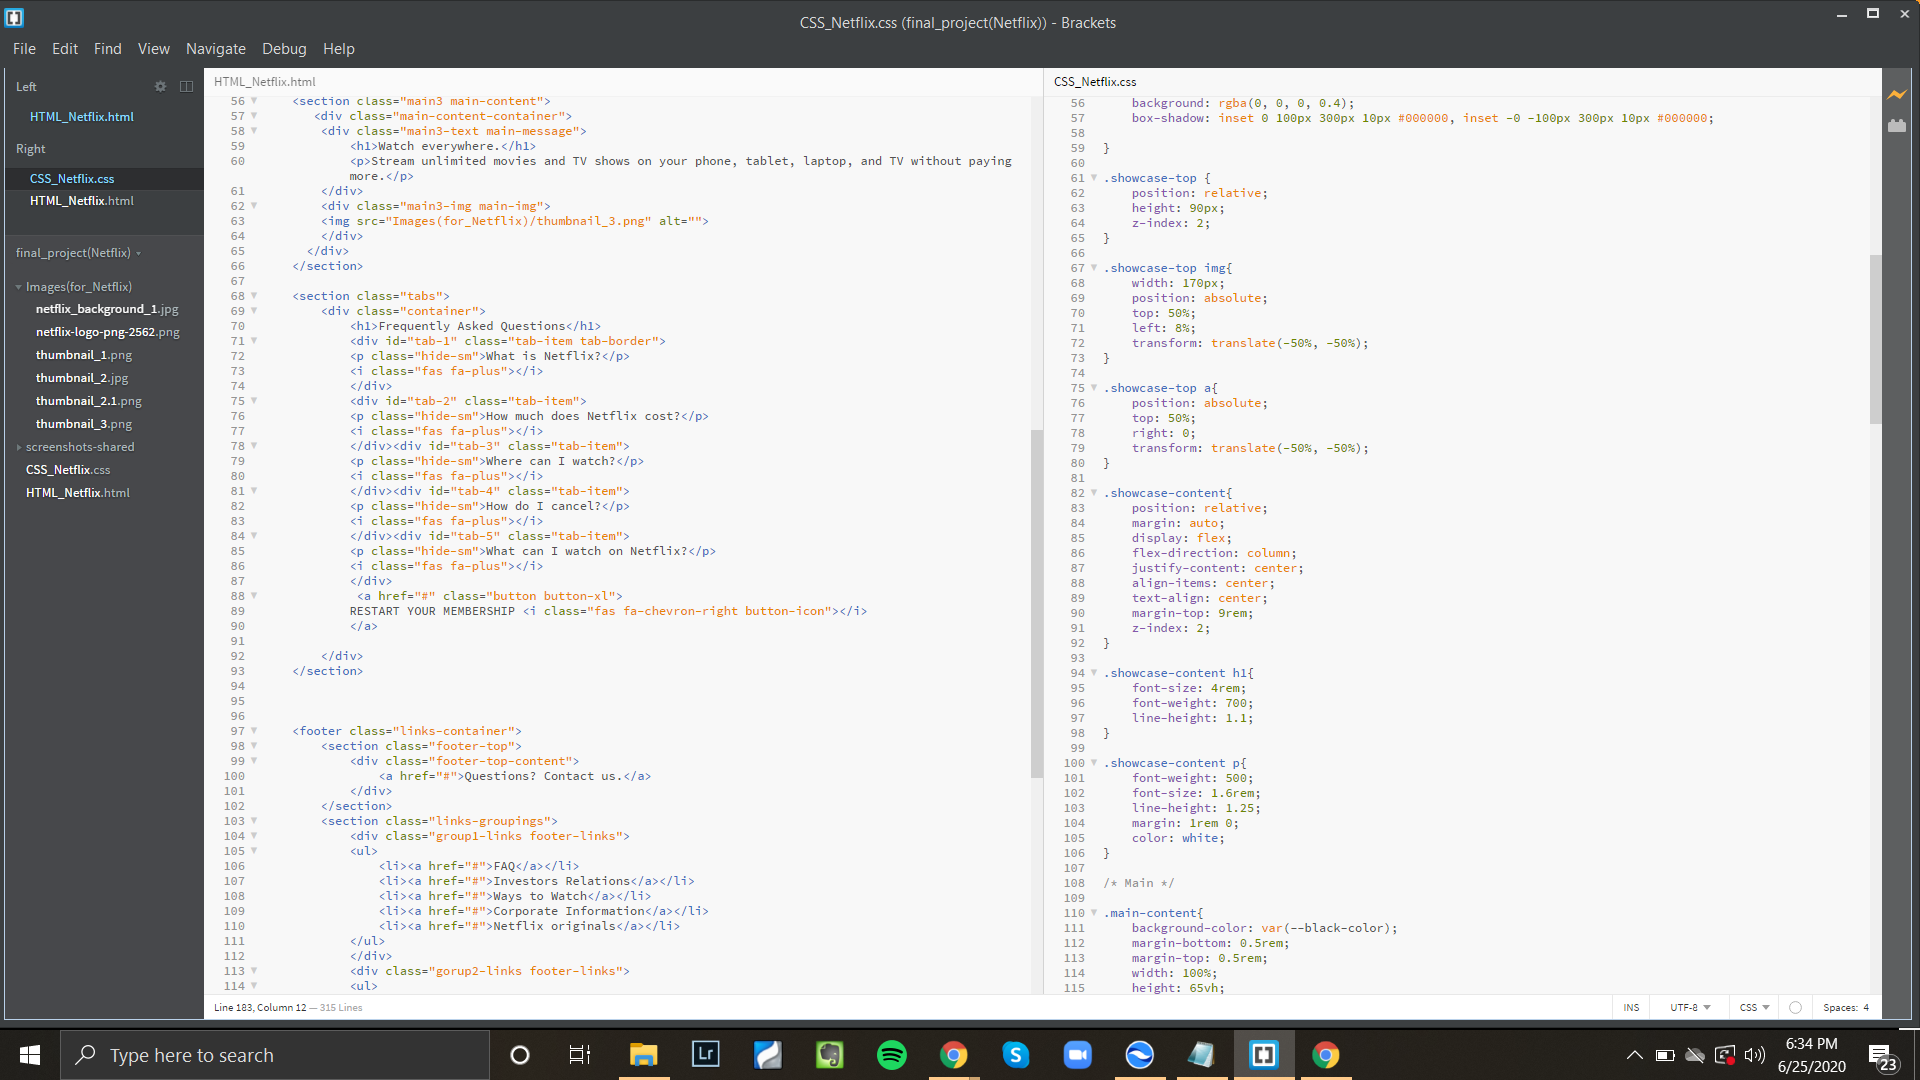 CSS_Netflix.css (final_project(Netflix)) - Brackets
File Edit Find View Navigate Debug Help
Left
HTML_Netflix.html
Right
CSS_Netflix.css
HTML_Netflix.html
final_project(Netflix)
Images(for_Netflix)
netflix_background_1.jpg
netflix-logo-png-2562.png
thumbnail_1.png
thumbnail_2.jpg
thumbnail_2.1.png
thumbnail_3.png
screenshots-shared
CSS_Netflix.css
HTML_Netflix.html
HTML_Netflix.html
56 <section class="main3 main-content">
57 <div class="main-content-container">
58 <div class="main3-text main-message">
59 <h1>Watch everywhere.</h1>
60 <p>Stream unlimited movies and TV shows on your phone, tablet, laptop, and TV without paying
more.</p>
61 </div>
62 <div class="main3-img main-img">
63 <img src="Images(for_Netflix)/thumbnail_3.png" alt="">
64 </div>
65 </div>
66 </section>
67
68 <section class="tabs">
69 <div class="container">
70 <h1>Frequently Asked Questions</h1>
71 <div id="tab-1" class="tab-item tab-border">
72 <p class="hide-sm">What is Netflix?</p>
73 <i class="fas fa-plus"></i>
74 </div>
75 <div id="tab-2" class="tab-item">
76 <p class="hide-sm">How much does Netflix cost?</p>
77 <i class="fas fa-plus"></i>
78 </div><div id="tab-3" class="tab-item">
79 <p class="hide-sm">Where can I watch?</p>
80 <i class="fas fa-plus"></i>
81 </div><div id="tab-4" class="tab-item">
82 <p class="hide-sm">How do I cancel?</p>
83 <i class="fas fa-plus"></i>
84 </div><div id="tab-5" class="tab-item">
85 <p class="hide-sm">What can I watch on Netflix?</p>
86 <i class="fas fa-plus"></i>
87 </div>
88 <a href="#" class="button button-xl">
89 RESTART YOUR MEMBERSHIP <i class="fas fa-chevron-right button-icon"></i>
90 </a>
91
92 </div>
93 </section>
94
95
96
97 <footer class="links-container">
98 <section class="footer-top">
99 <div class="footer-top-content">
100 <a href="#">Questions? Contact us.</a>
101 </div>
102 </section>
103 <section class="links-groupings">
104 <div class="group1-links footer-links">
105 <ul>
106 <li><a href="#">FAQ</a></li>
107 <li><a href="#">Investors Relations</a></li>
108 <li><a href="#">Ways to Watch</a></li>
109 <li><a href="#">Corporate Information</a></li>
110 <li><a href="#">Netflix originals</a></li>
111 </ul>
112 </div>
113 <div class="gorup2-links footer-links">
114 <ul>
CSS_Netflix.css
56 background: rgba(0, 0, 0, 0.4);
57 box-shadow: inset 0 100px 300px 10px #000000, inset -0 -100px 300px 10px #000000;
58
59 }
60
61 .showcase-top {
62 position: relative;
63 height: 90px;
64 z-index: 2;
65 }
66
67 .showcase-top img{
68 width: 170px;
69 position: absolute;
70 top: 50%;
71 left: 8%;
72 transform: translate(-50%, -50%);
73 }
74
75 .showcase-top a{
76 position: absolute;
77 top: 50%;
78 right: 0;
79 transform: translate(-50%, -50%);
80 }
81
82 .showcase-content{
83 position: relative;
84 margin: auto;
85 display: flex;
86 flex-direction: column;
87 justify-content: center;
88 align-items: center;
89 text-align: center;
90 margin-top: 9rem;
91 z-index: 2;
92 }
93
94 .showcase-content h1{
95 font-size: 4rem;
96 font-weight: 700;
97 line-height: 1.1;
98 }
99
100 .showcase-content p{
101 font-weight: 500;
102 font-size: 1.6rem;
103 line-height: 1.25;
104 margin: 1rem 0;
105 color: white;
106 }
107
108 /* Main */
109
110 .main-content{
111 background-color: var(--black-color);
112 margin-bottom: 0.5rem;
113 margin-top: 0.5rem;
114 width: 100%;
115 height: 65vh;
Line 183, Column 12 — 315 Lines
INS UTF-8 CSS Spaces: 4
Type here to search
Lr
S
6:34 PM
6/25/2020
23